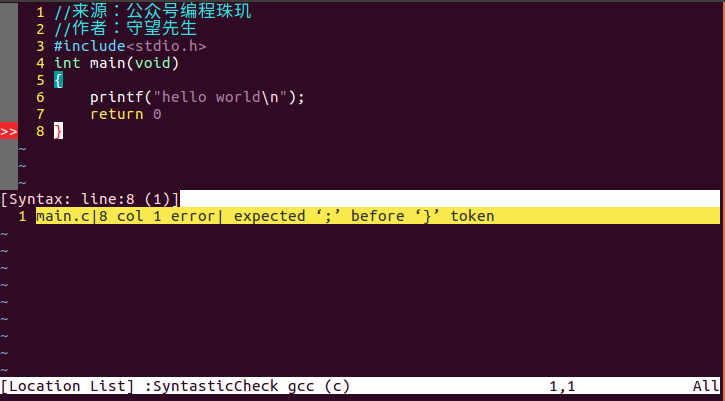 1 //来源：公众号编程珠玑
2 //作者：守望先生
3 #include<stdio.h>
4 int main(void)
5 {
6     printf("hello world\n");
7     return 0
>> 8 }
~
~
~
[Syntax: line:8 (1)]
1 main.c|8 col 1 error| expected ‘;’ before ‘}’ token
~
~
~
~
~
~
~
~
~
[Location List] :SyntasticCheck gcc (c) 1,1 All